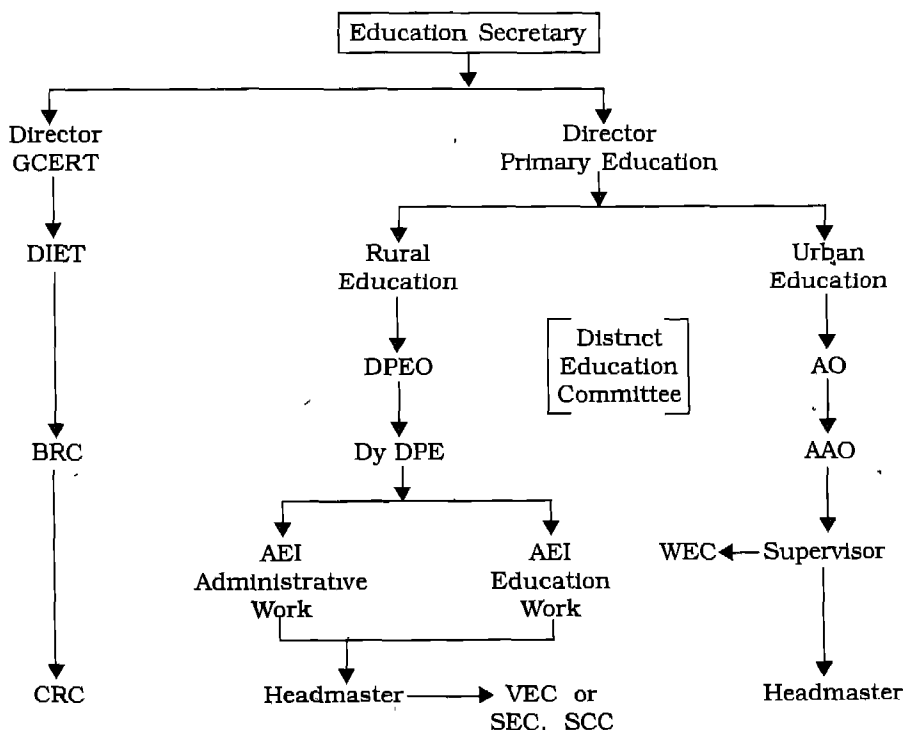 Education Secretary
Director
GCERT
Director
Primary Education
DIET
Rural
Education
Urban
Education
District
Education
Committee
DPEO
AO
BRC
Dy DPE
AAO
AEI
Administrative
Work
AEI
Education
Work
WEC
Supervisor
CRC
Headmaster
VEC or
SEC, SCC
Headmaster